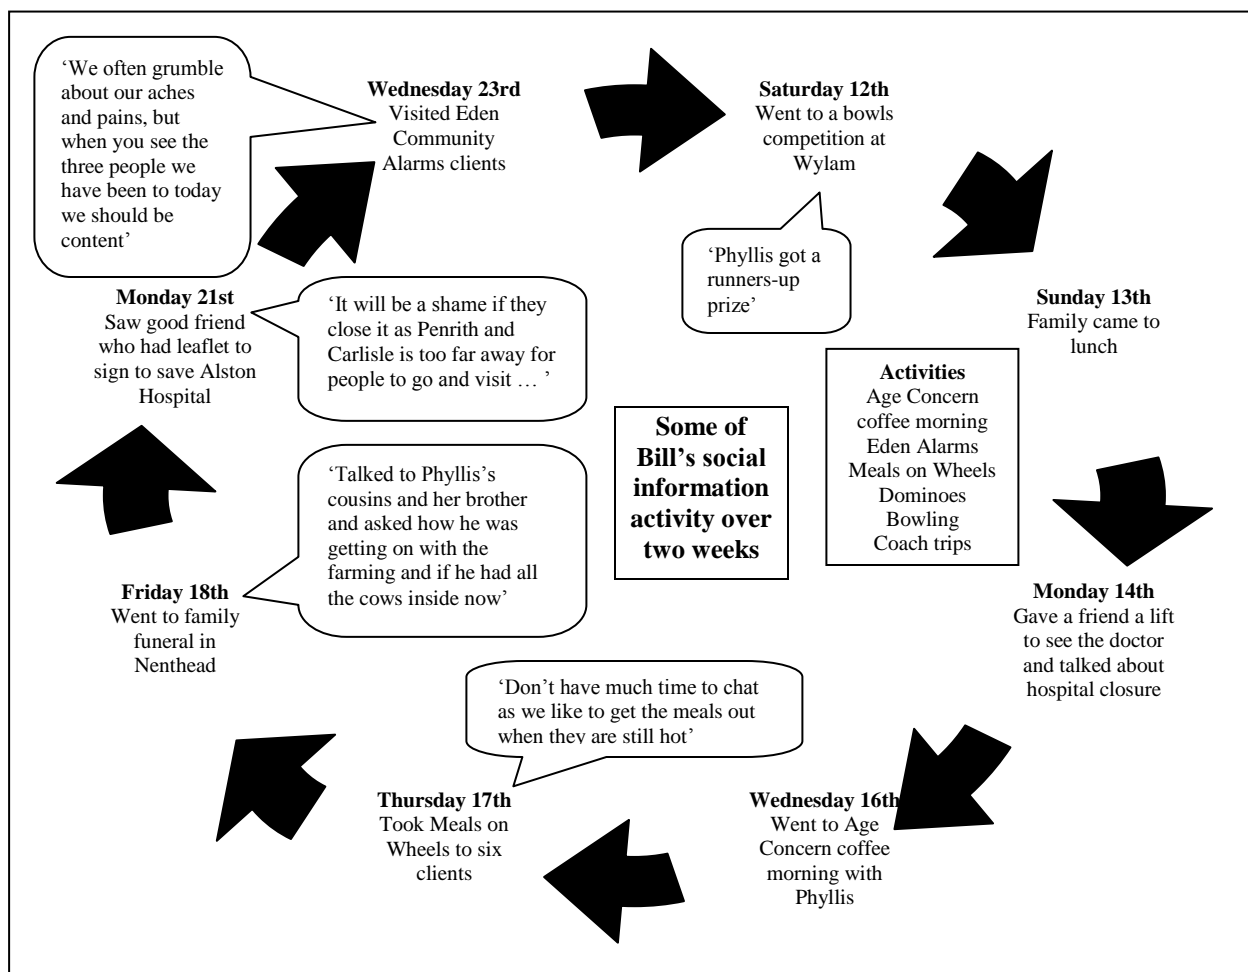 ‘We often grumble
about our aches
and pains, but
when you see the
three people we
have been to today
we should be
content’
Wednesday 23rd
Visited Eden
Community
Alarms clients
Saturday 12th
Went to a bowls
competition at
Wylam
‘Phyllis got a
runners-up
prize’
Sunday 13th
Family came to
lunch
Monday 21st
Saw good friend
who had leaflet to
sign to save Alston
Hospital
‘It will be a shame if they
close it as Penrith and
Carlisle is too far away for
people to go and visit … ’
Activities
Age Concern
coffee morning
Eden Alarms
Meals on Wheels
Dominoes
Bowling
Coach trips
Some of
Bill’s social
information
activity over
two weeks
‘Talked to Phyllis’s
cousins and her brother
and asked how he was
getting on with the
farming and if he had all
the cows inside now’
Friday 18th
Went to family
funeral in
Nenthead
Monday 14th
Gave a friend a lift
to see the doctor
and talked about
hospital closure
‘Don’t have much time to chat
as we like to get the meals out
when they are still hot’
Thursday 17th
Took Meals on
Wheels to six
clients
Wednesday 16th
Went to Age
Concern coffee
morning with
Phyllis